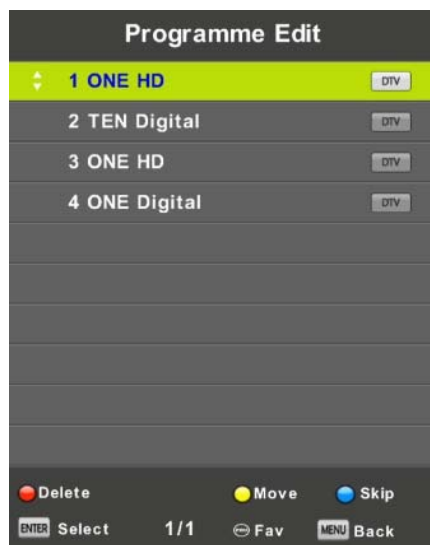 Programme Edit
1 ONE HD DTV
2 TEN Digital DTV
3 ONE HD DTV
4 ONE Digital DTV
Delete Move Skip
ENTER Select 1/1 Fav MENU Back